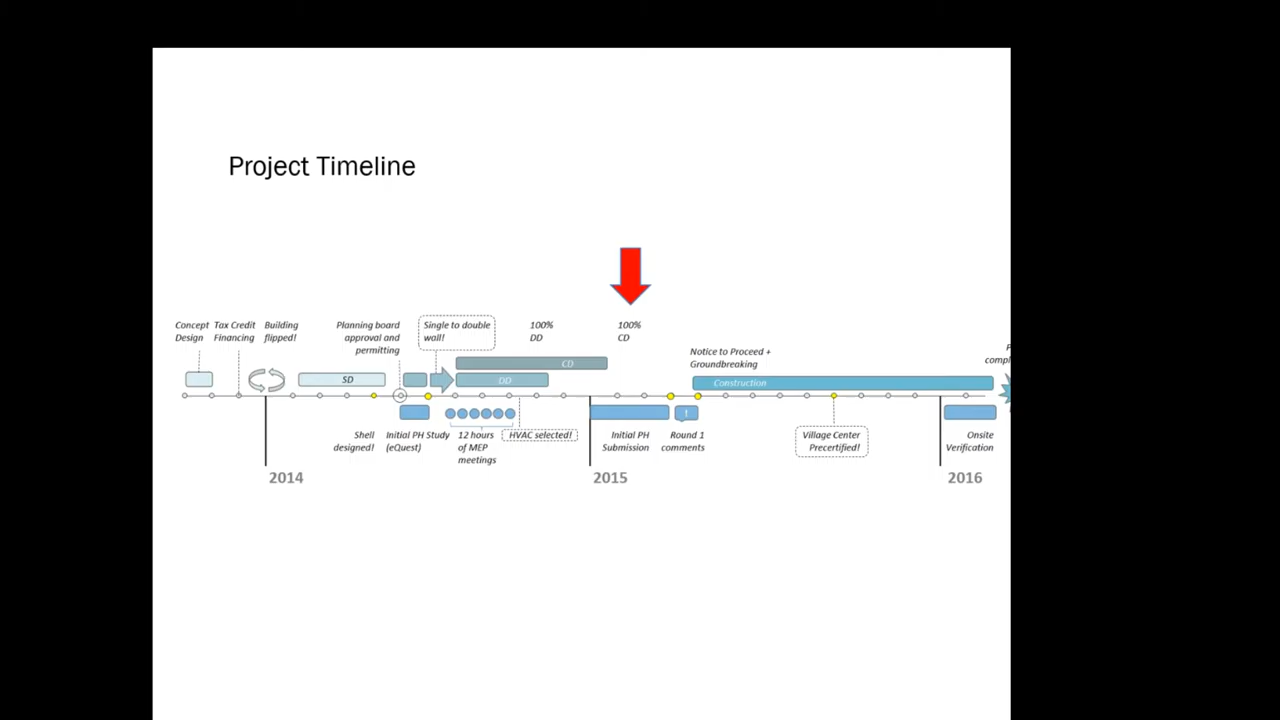 Project Timeline
Concept
Design
Tax Credit
Financing
Building
flipped!
Planning board
approval and
permitting
Single to double
wall!
100%
DD
100%
CD
Notice to Proceed +
Groundbreaking
P
compl
CD
SD
DD
Construction
Shell
designed!
Initial PH Study
(eQuest)
12 hours
of MEP
meetings
HVAC selected!
Initial PH
Submission
!
Round 1
comments
Village Center
Precertified!
Onsite
Verification
2014
2015
2016